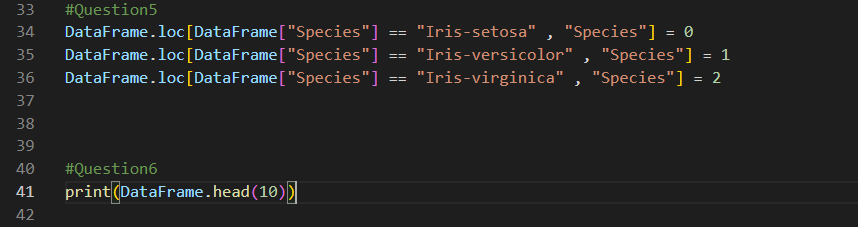 33 #Question5
34 DataFrame.loc[DataFrame["Species"] == "Iris-setosa" , "Species"] = 0
35 DataFrame.loc[DataFrame["Species"] == "Iris-versicolor" , "Species"] = 1
36 DataFrame.loc[DataFrame["Species"] == "Iris-virginica" , "Species"] = 2
37
38
39
40 #Question6
41 print(DataFrame.head(10))
42